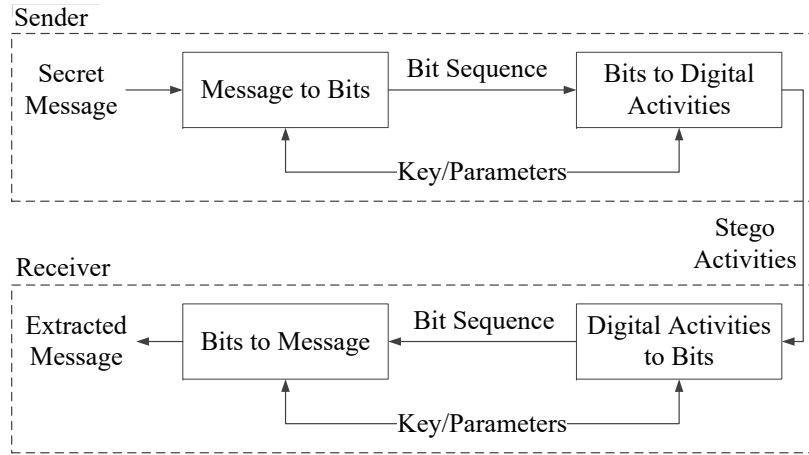 Sender
Secret
Message
Message to Bits
Bit Sequence
Bits to Digital
Activities
Key/Parameters
Stego
Activities
Receiver
Extracted
Message
Bits to Message
Bit Sequence
Digital Activities
to Bits
Key/Parameters